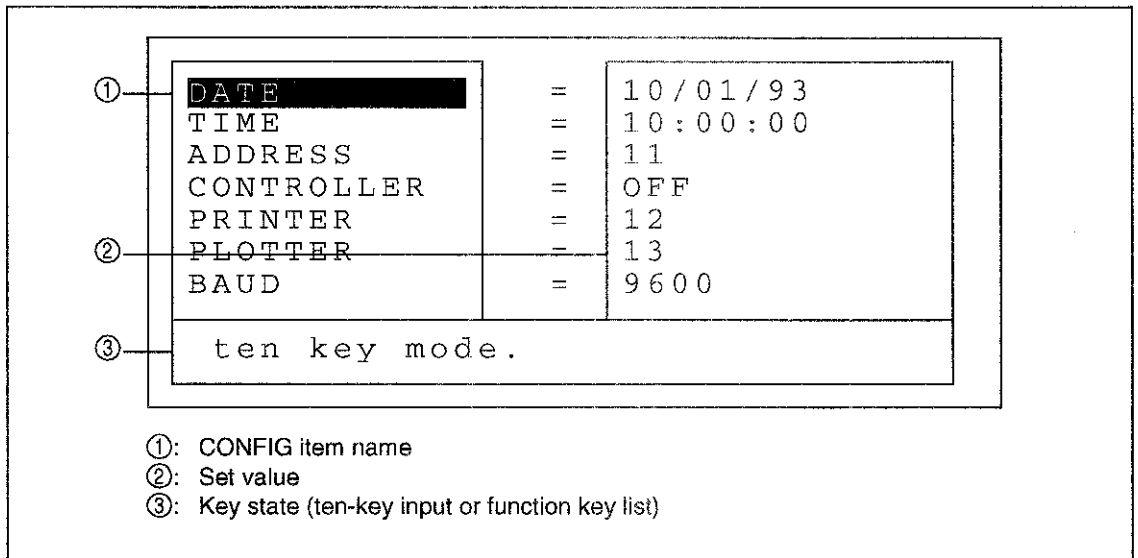 ① DATE = 10/01/93
TIME = 10:00:00
ADDRESS = 11
CONTROLLER = OFF
PRINTER = 12
② PLOTTER = 13
BAUD = 9600
③ ten key mode.
①: CONFIG item name
②: Set value
③: Key state (ten-key input or function key list)